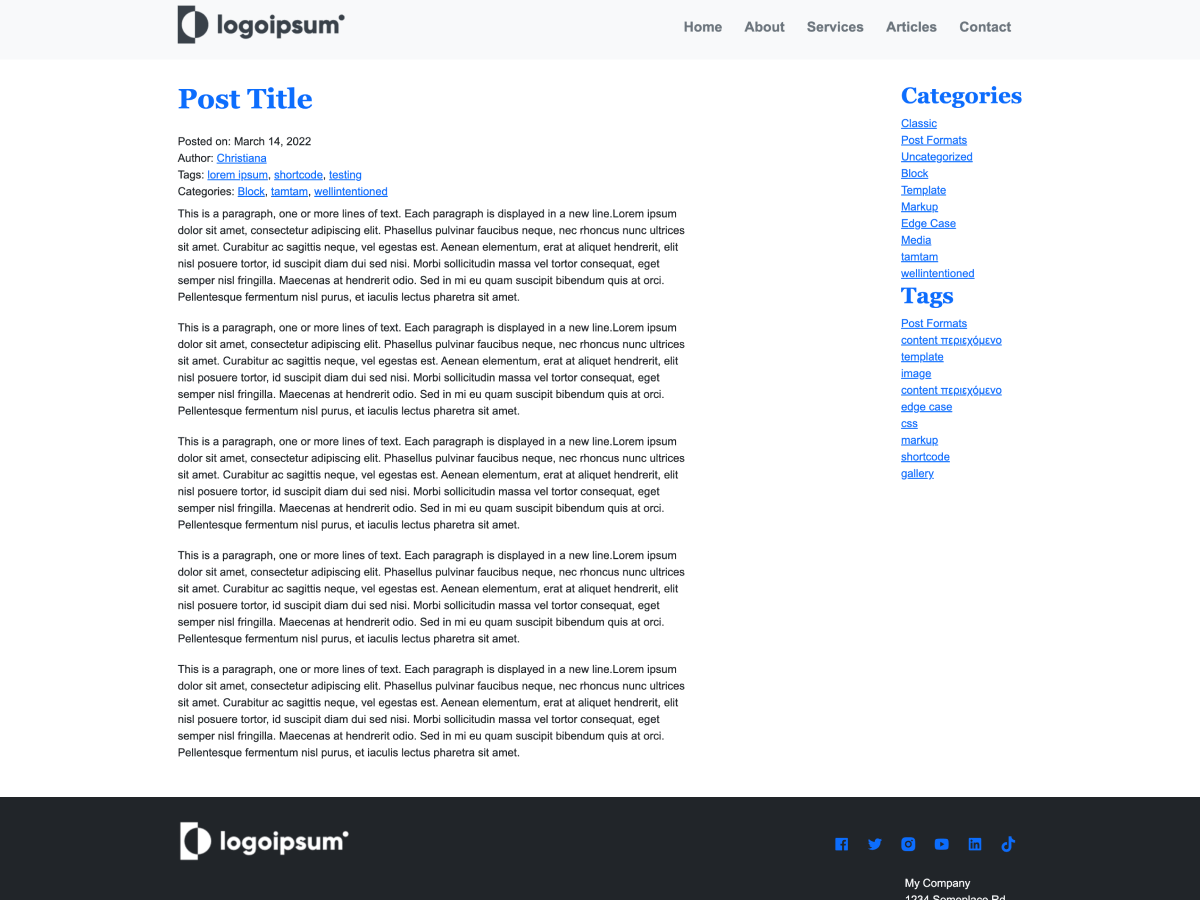 logoipsum
Home About Services Articles Contact
Post Title
Posted on: March 14, 2022
Author: Christiana
Tags: lorem ipsum, shortcode, testing
Categories: Block, tamtam, wellintentioned
This is a paragraph, one or more lines of text. Each paragraph is displayed in a new line.Lorem ipsum
dolor sit amet, consectetur adipiscing elit. Phasellus pulvinar faucibus neque, nec rhoncus nunc ultrices
sit amet. Curabitur ac sagittis neque, vel egestas est. Aenean elementum, erat at aliquet hendrerit, elit
nisl posuere tortor, id suscipit diam dui sed nisi. Morbi sollicitudin massa vel tortor consequat, eget
semper nisl fringilla. Maecenas at hendrerit odio. Sed in mi eu quam suscipit bibendum quis at orci.
Pellentesque fermentum nisl purus, et iaculis lectus pharetra sit amet.
This is a paragraph, one or more lines of text. Each paragraph is displayed in a new line.Lorem ipsum
dolor sit amet, consectetur adipiscing elit. Phasellus pulvinar faucibus neque, nec rhoncus nunc ultrices
sit amet. Curabitur ac sagittis neque, vel egestas est. Aenean elementum, erat at aliquet hendrerit, elit
nisl posuere tortor, id suscipit diam dui sed nisi. Morbi sollicitudin massa vel tortor consequat, eget
semper nisl fringilla. Maecenas at hendrerit odio. Sed in mi eu quam suscipit bibendum quis at orci.
Pellentesque fermentum nisl purus, et iaculis lectus pharetra sit amet.
This is a paragraph, one or more lines of text. Each paragraph is displayed in a new line.Lorem ipsum
dolor sit amet, consectetur adipiscing elit. Phasellus pulvinar faucibus neque, nec rhoncus nunc ultrices
sit amet. Curabitur ac sagittis neque, vel egestas est. Aenean elementum, erat at aliquet hendrerit, elit
nisl posuere tortor, id suscipit diam dui sed nisi. Morbi sollicitudin massa vel tortor consequat, eget
semper nisl fringilla. Maecenas at hendrerit odio. Sed in mi eu quam suscipit bibendum quis at orci.
Pellentesque fermentum nisl purus, et iaculis lectus pharetra sit amet.
This is a paragraph, one or more lines of text. Each paragraph is displayed in a new line.Lorem ipsum
dolor sit amet, consectetur adipiscing elit. Phasellus pulvinar faucibus neque, nec rhoncus nunc ultrices
sit amet. Curabitur ac sagittis neque, vel egestas est. Aenean elementum, erat at aliquet hendrerit, elit
nisl posuere tortor, id suscipit diam dui sed nisi. Morbi sollicitudin massa vel tortor consequat, eget
semper nisl fringilla. Maecenas at hendrerit odio. Sed in mi eu quam suscipit bibendum quis at orci.
Pellentesque fermentum nisl purus, et iaculis lectus pharetra sit amet.
This is a paragraph, one or more lines of text. Each paragraph is displayed in a new line.Lorem ipsum
dolor sit amet, consectetur adipiscing elit. Phasellus pulvinar faucibus neque, nec rhoncus nunc ultrices
sit amet. Curabitur ac sagittis neque, vel egestas est. Aenean elementum, erat at aliquet hendrerit, elit
nisl posuere tortor, id suscipit diam dui sed nisi. Morbi sollicitudin massa vel tortor consequat, eget
semper nisl fringilla. Maecenas at hendrerit odio. Sed in mi eu quam suscipit bibendum quis at orci.
Pellentesque fermentum nisl purus, et iaculis lectus pharetra sit amet.
Categories
Classic
Post Formats
Uncategorized
Block
Template
Markup
Edge Case
Media
tamtam
wellintentioned
Tags
Post Formats
content περιεχόμενο
template
image
content περιεχόμενο
edge case
css
markup
shortcode
gallery
logoipsum
My Company
1234 Someplace Rd